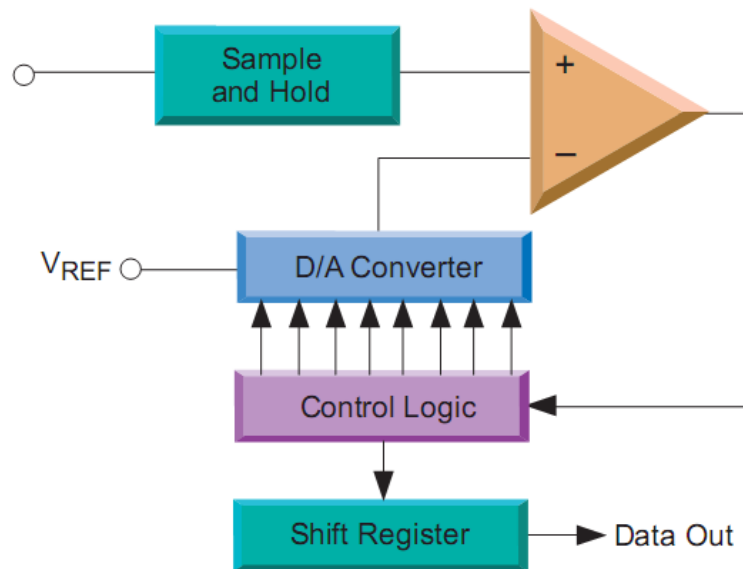 Sample
and Hold
+
−
VREF
D/A Converter
Control Logic
Shift Register
Data Out